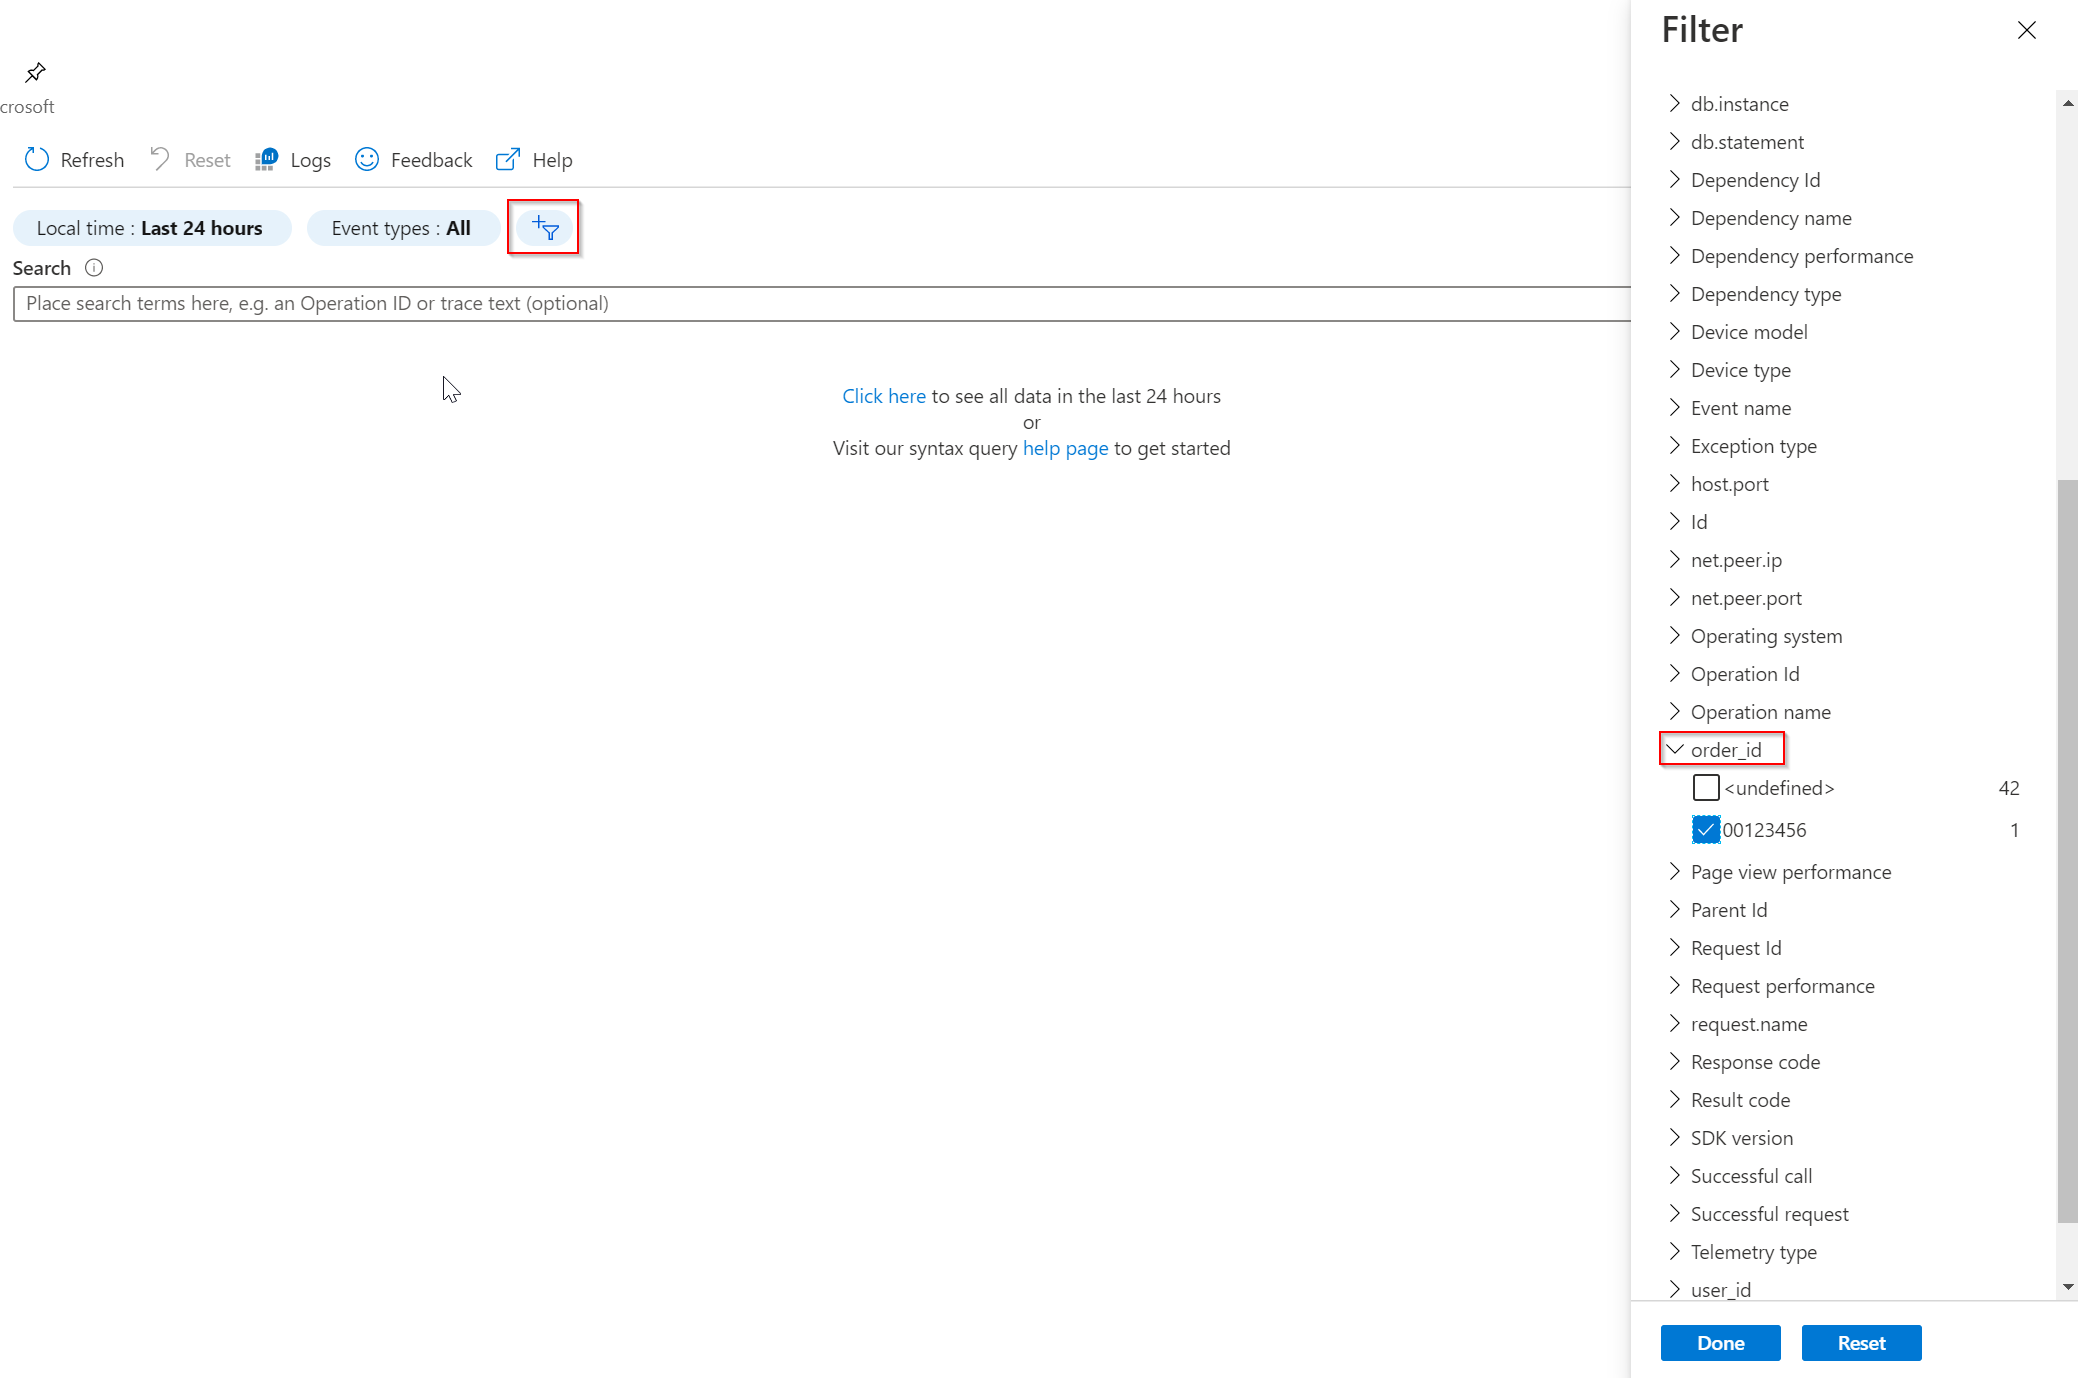 crosoft
Refresh Reset Logs Feedback Help
Local time : Last 24 hours Event types : All
Search
Place search terms here, e.g. an Operation ID or trace text (optional)
Click here to see all data in the last 24 hours
or
Visit our syntax query help page to get started
Filter
db.instance
db.statement
Dependency Id
Dependency name
Dependency performance
Dependency type
Device model
Device type
Event name
Exception type
host.port
Id
net.peer.ip
net.peer.port
Operating system
Operation Id
Operation name
order_id
<undefined> 42
00123456 1
Page view performance
Parent Id
Request Id
Request performance
request.name
Response code
Result code
SDK version
Successful call
Successful request
Telemetry type
user_id
Done Reset